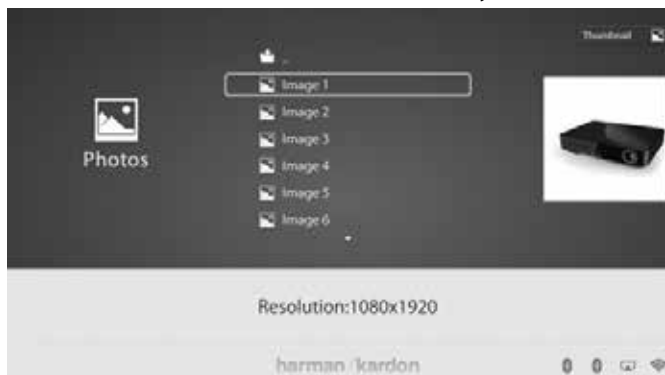 Thumbnail
..
Image 1
Image 2
Photos
Image 3
Image 4
Image 5
Image 6
Resolution:1080x1920
harman/kardon